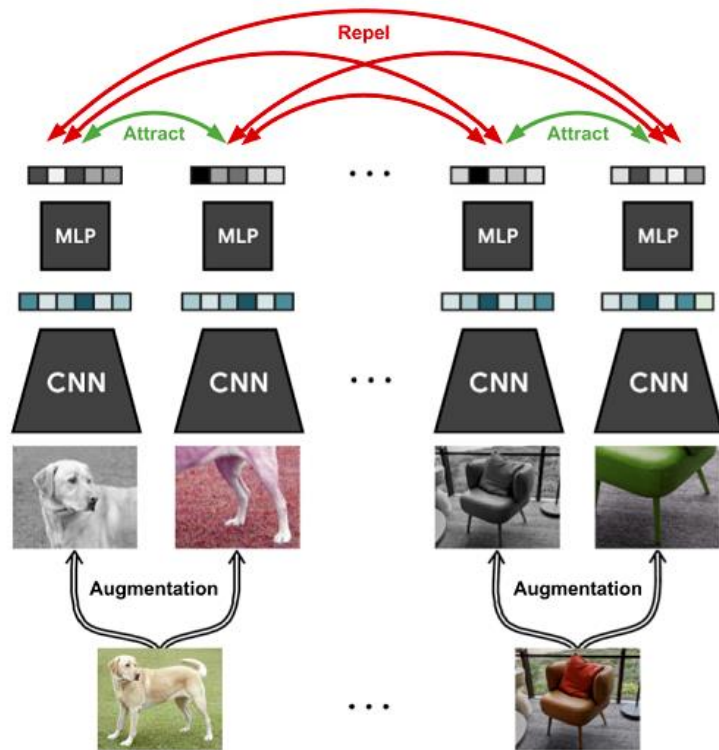 Repel
Attract Attract
. . .
MLP MLP MLP MLP
CNN CNN . . . CNN CNN
Augmentation Augmentation
. . .